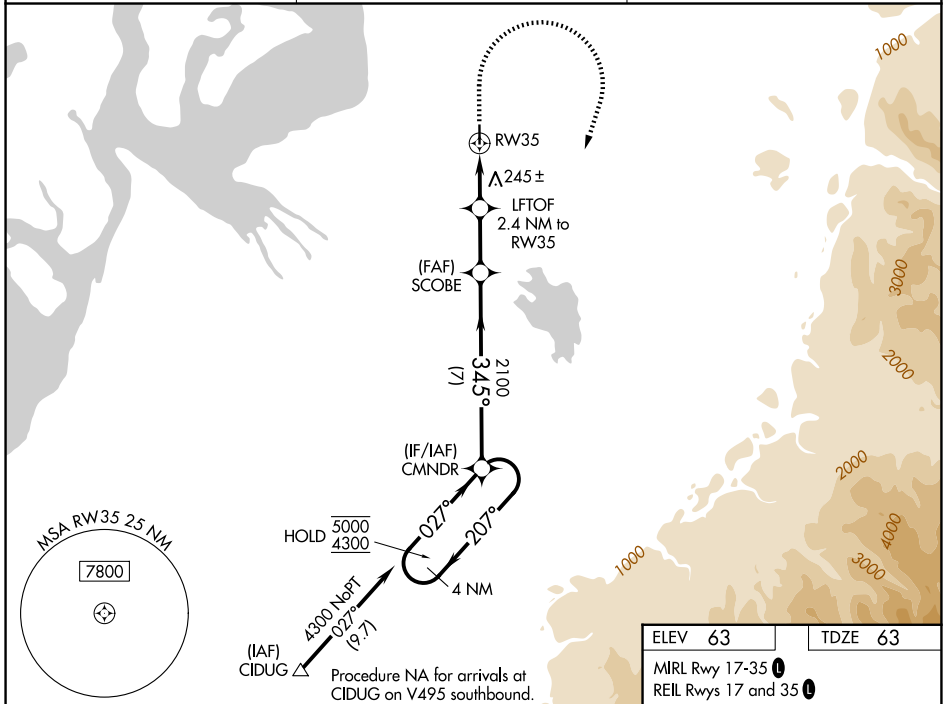 1000
RW35
245 ±
LFTOF
2.4 NM to
RW35
(FAF)
SCOBE
3000
2100
345°
(7)
2000
(IF/IAF)
CMNDR
2000
MSA RW35 25 NM
7800
HOLD
5000
4300
027°
207°
4000
3000
1000
4 NM
4300 NoPT
027°
(9.7)
(IAF)
CIDUG
Procedure NA for arrivals at
CIDUG on V495 southbound.
ELEV 63
TDZE 63
MIRL Rwy 17-35 L
REIL Rwys 17 and 35 L